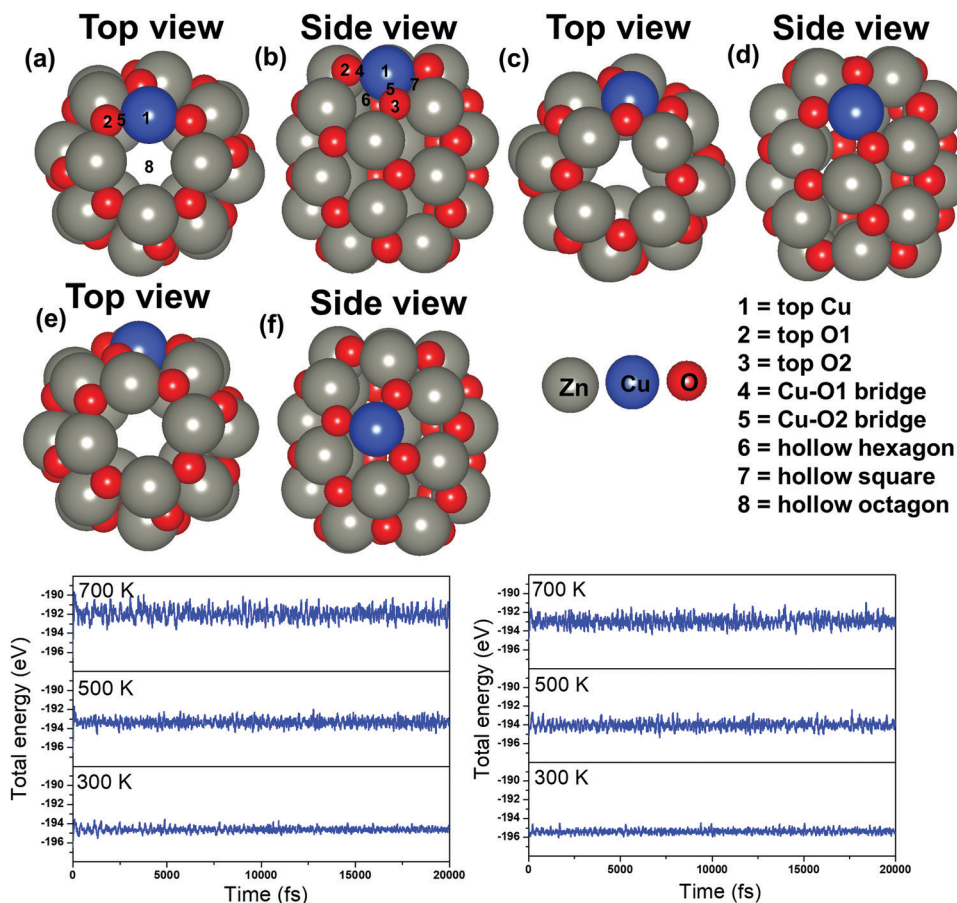 Top view
Side view
Top view
Side view
(a)
(b)
(c)
(d)
1
2
5
8
2
4
1
5
7
6
3
Top view
Side view
(e)
(f)
Zn
Cu
O
1 = top Cu
2 = top O1
3 = top O2
4 = Cu-O1 bridge
5 = Cu-O2 bridge
6 = hollow hexagon
7 = hollow square
8 = hollow octagon
Total energy (eV)
700 K
-190
-192
-194
-196
500 K
-190
-192
-194
-196
300 K
-190
-192
-194
-196
0
5000
10000
15000
20000
Time (fs)
Total energy (eV)
700 K
-190
-192
-194
-196
500 K
-190
-192
-194
-196
300 K
-190
-192
-194
-196
0
5000
10000
15000
20000
Time (fs)